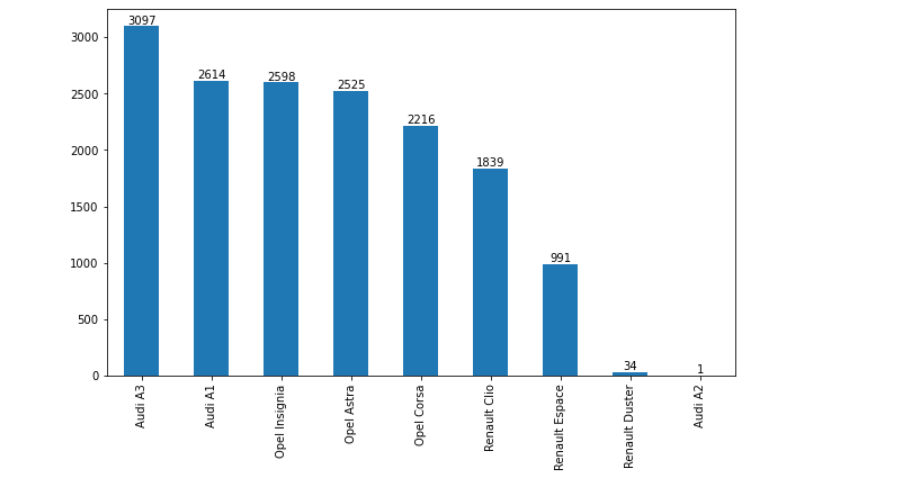 3097
2614
2598
2525
2216
1839
991
34
1
3000
2500
2000
1500
1000
500
0
Audi A3
Audi A1
Opel Insignia
Opel Astra
Opel Corsa
Renault Clio
Renault Espace
Renault Duster
Audi A2